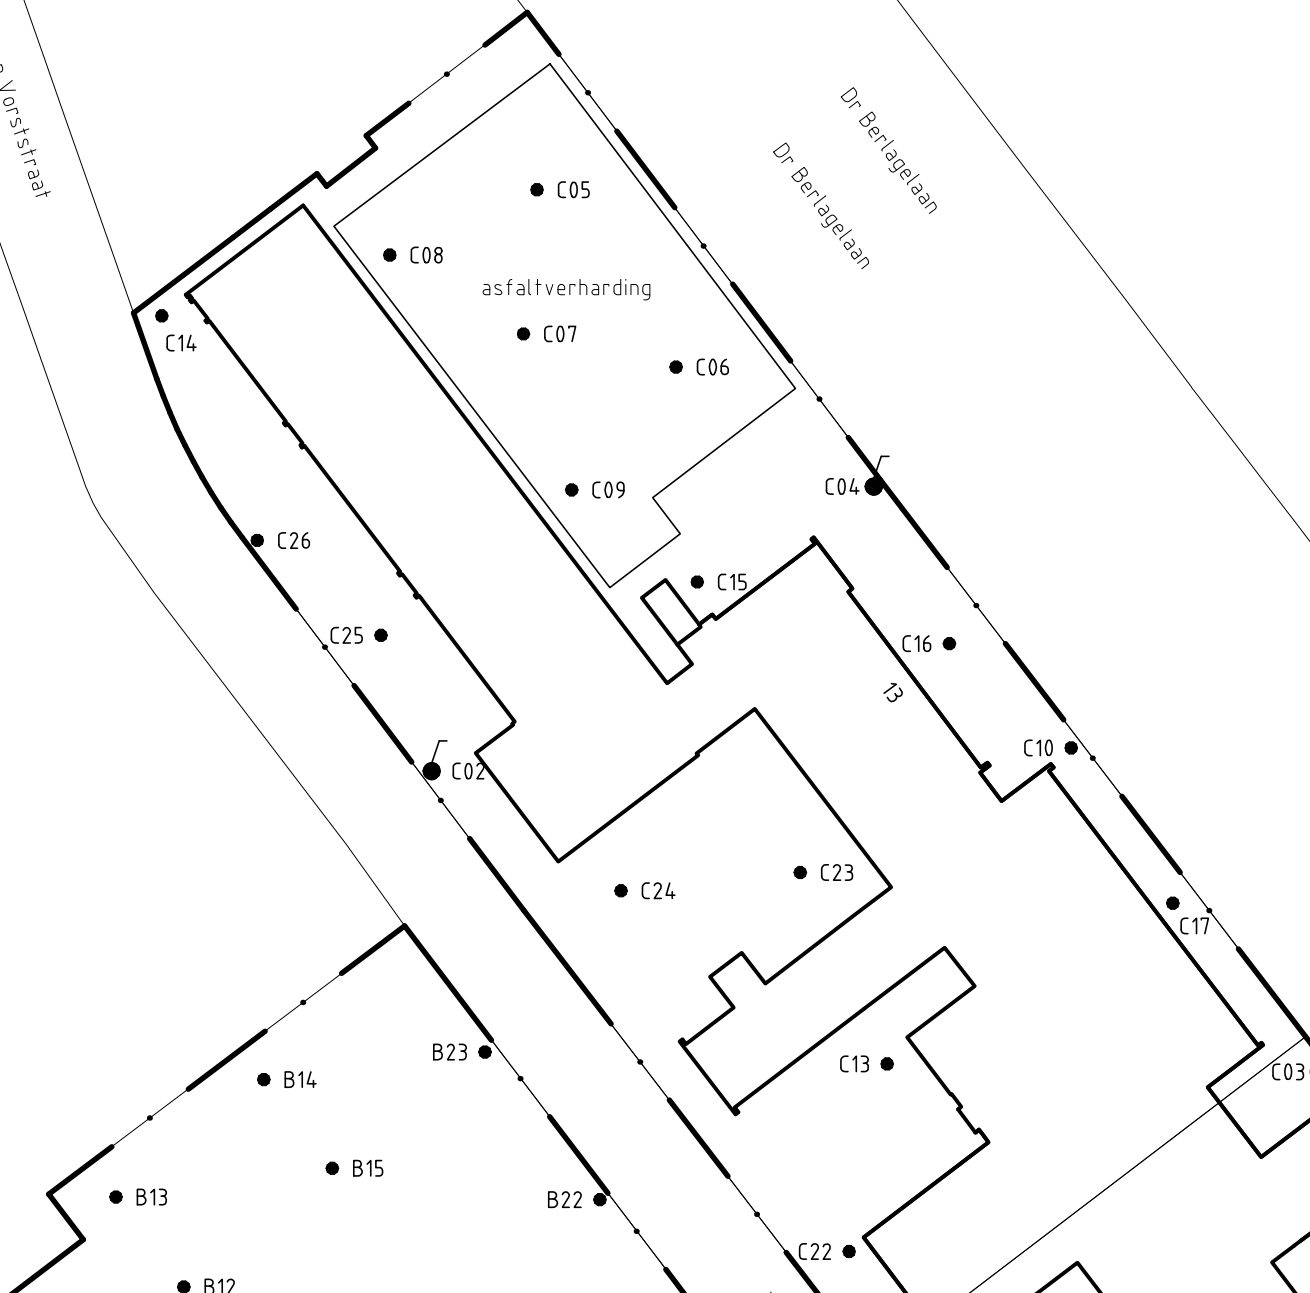 Vorststraat
Dr Berlagelaan
Dr Berlagelaan
C05
C08
asfaltverharding
C07
C14
C06
C04
C09
C26
C15
C25
C16
13
C10
C02
C23
C24
C17
B23
C13
C03
B14
B15
B13
B22
C22
B12